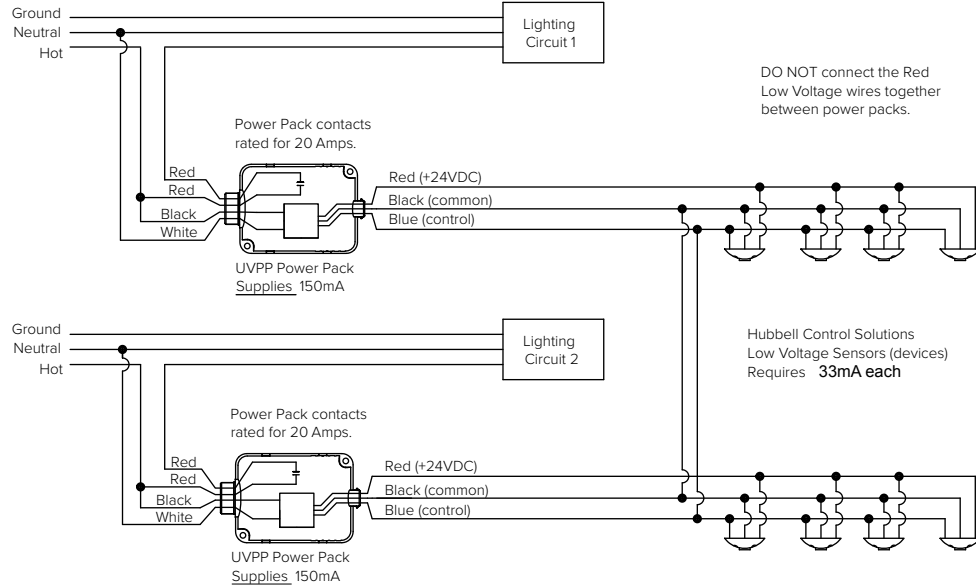 Ground
Neutral
Hot
Lighting
Circuit 1
DO NOT connect the Red
Low Voltage wires together
between power packs.
Power Pack contacts
rated for 20 Amps.
Red
Red
Black
White
Red (+24VDC)
Black (common)
Blue (control)
UVPP Power Pack
Supplies 150mA
Ground
Neutral
Hot
Lighting
Circuit 2
Hubbell Control Solutions
Low Voltage Sensors (devices)
Requires 33mA each
Power Pack contacts
rated for 20 Amps.
Red
Red
Black
White
Red (+24VDC)
Black (common)
Blue (control)
UVPP Power Pack
Supplies 150mA